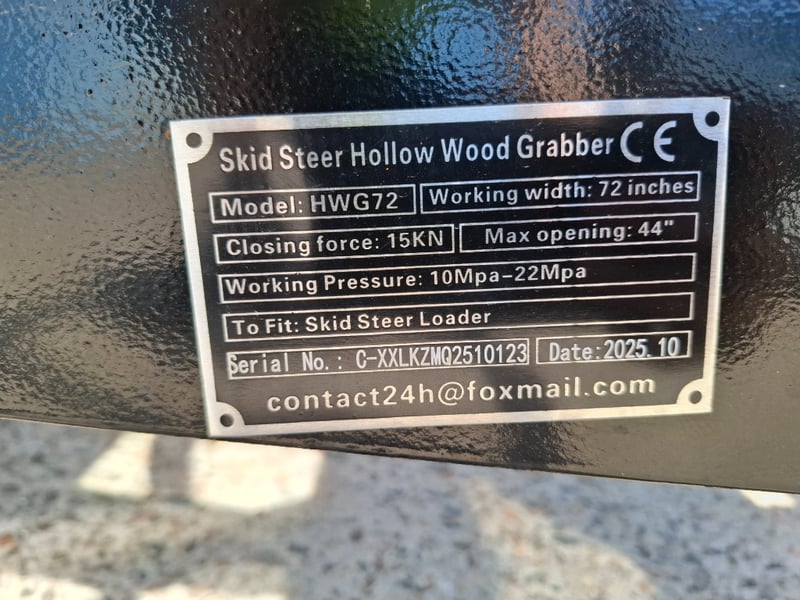 Skid Steer Hollow Wood Grabber CE
Model: HWG72 Working width: 72 inches
Closing force: 15KN Max opening: 44"
Working Pressure: 10Mpa-22Mpa
To Fit: Skid Steer Loader
Serial No.: C-XXLKZMQ2510123 Date:2025.10
contact24h@foxmail.com